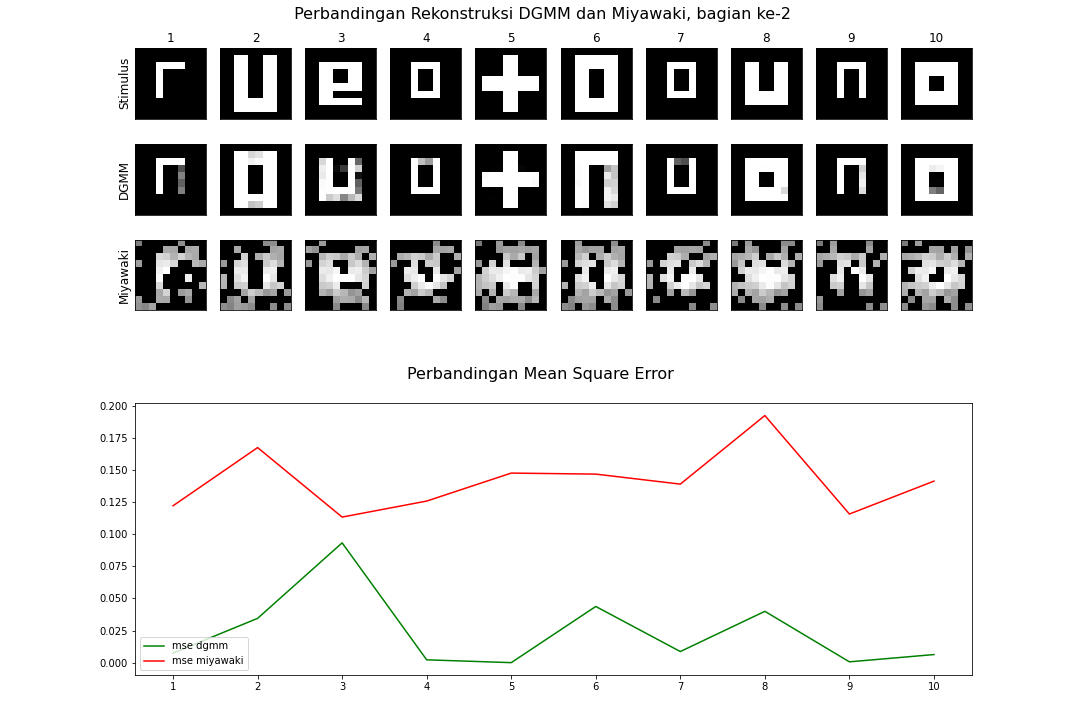 Perbandingan Rekonstruksi DGMM dan Miyawaki, bagian ke-2
1 2 3 4 5 6 7 8 9 10
Stimulus
DGMM
Miyawaki
Perbandingan Mean Square Error
0.200
0.175
0.150
0.125
0.100
0.075
0.050
0.025
0.000
mse dgmm
mse miyawaki
1 2 3 4 5 6 7 8 9 10